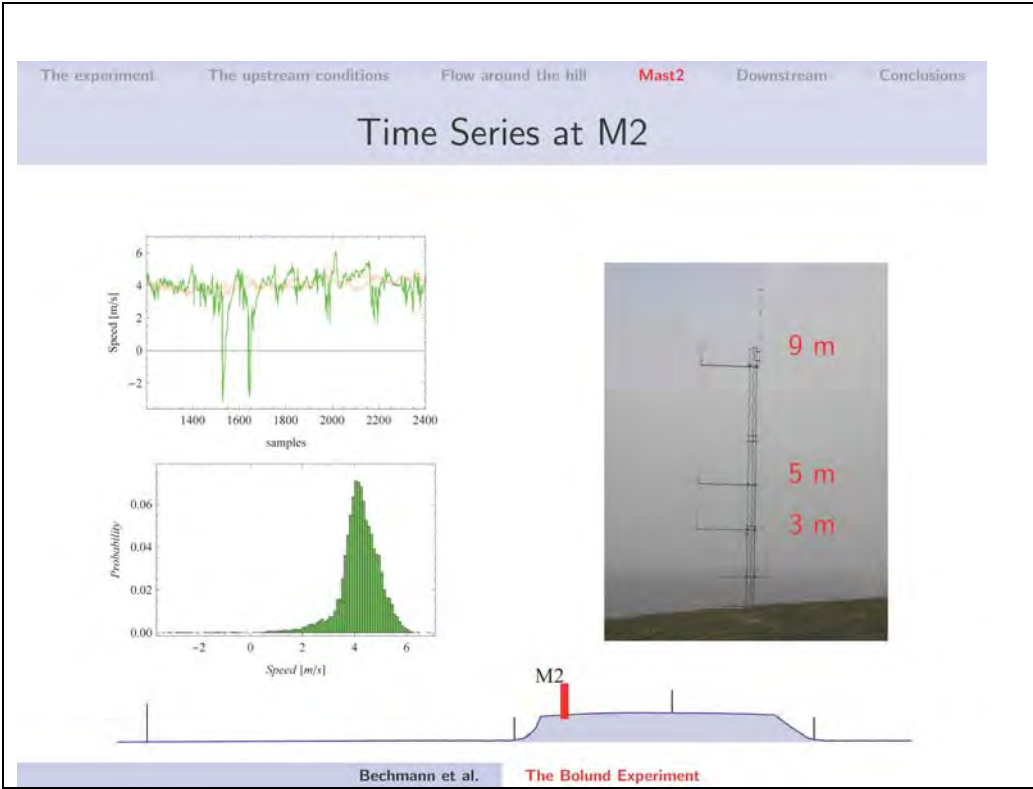 The experiment The upstream conditions Flow around the hill Mast2 Downstream Conclusions
Time Series at M2
6
4
2
0
−2
Speed [m/s]
1400 1600 1800 2000 2200 2400
samples
0.06
0.04
0.02
0.00
Probability
−2 0 2 4 6
Speed [m/s]
9 m
5 m
3 m
M2
Bechmann et al. The Bolund Experiment